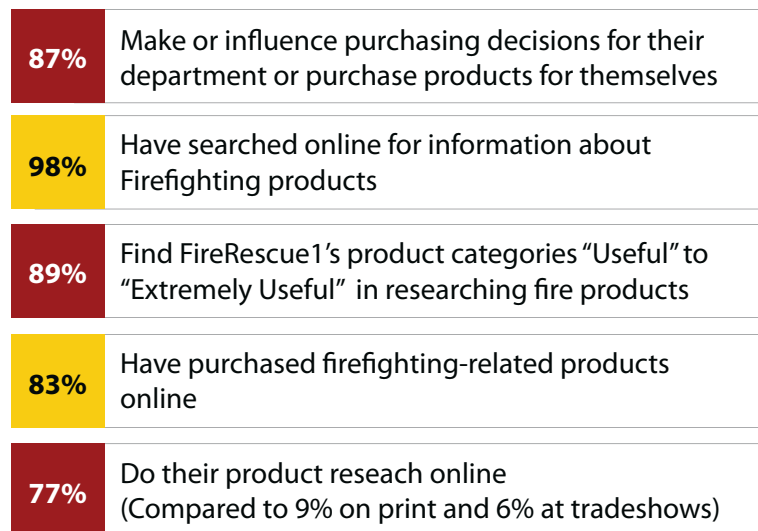 87%
Make or influence purchasing decisions for their
department or purchase products for themselves
98%
Have searched online for information about
Firefighting products
89%
Find FireRescue1’s product categories “Useful” to
“Extremely Useful” in researching fire products
83%
Have purchased firefighting-related products
online
77%
Do their product reseach online
(Compared to 9% on print and 6% at tradeshows)